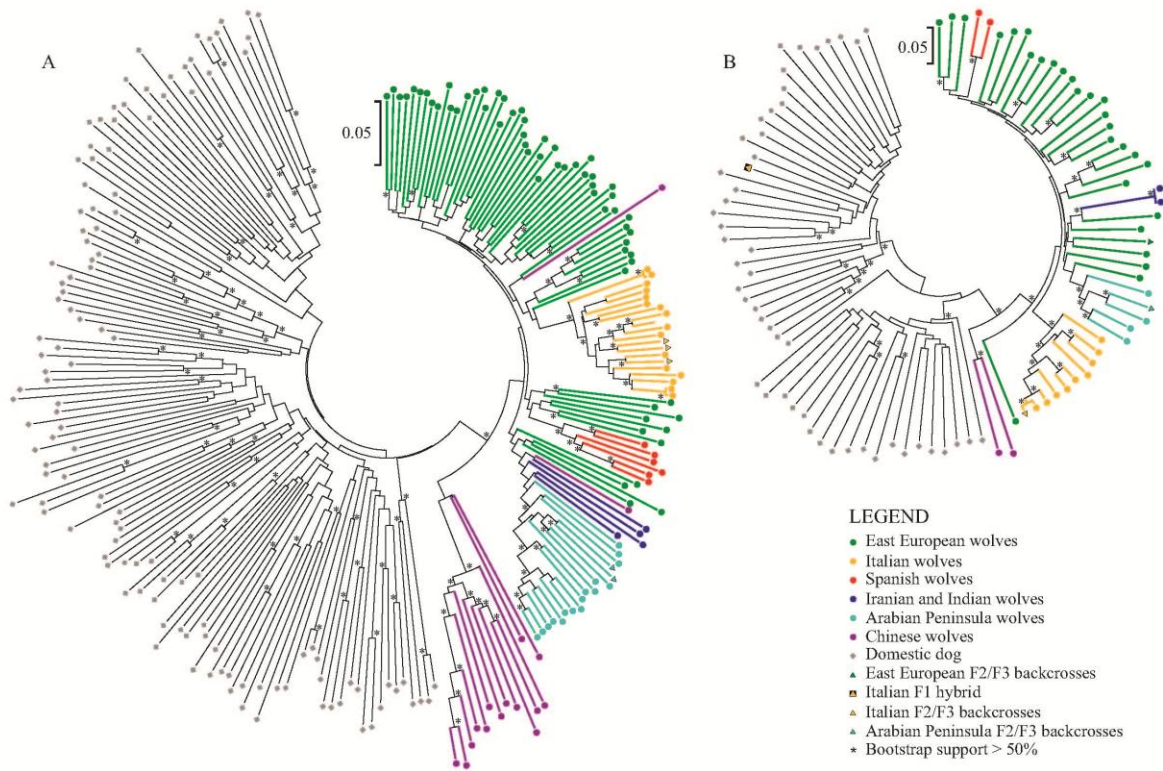 A
0.05
B
0.05
LEGEND
East European wolves
Italian wolves
Spanish wolves
Iranian and Indian wolves
Arabian Peninsula wolves
Chinese wolves
Domestic dog
East European F2/F3 backcrosses
Italian F1 hybrid
Italian F2/F3 backcrosses
Arabian Peninsula F2/F3 backcrosses
* Bootstrap support > 50%